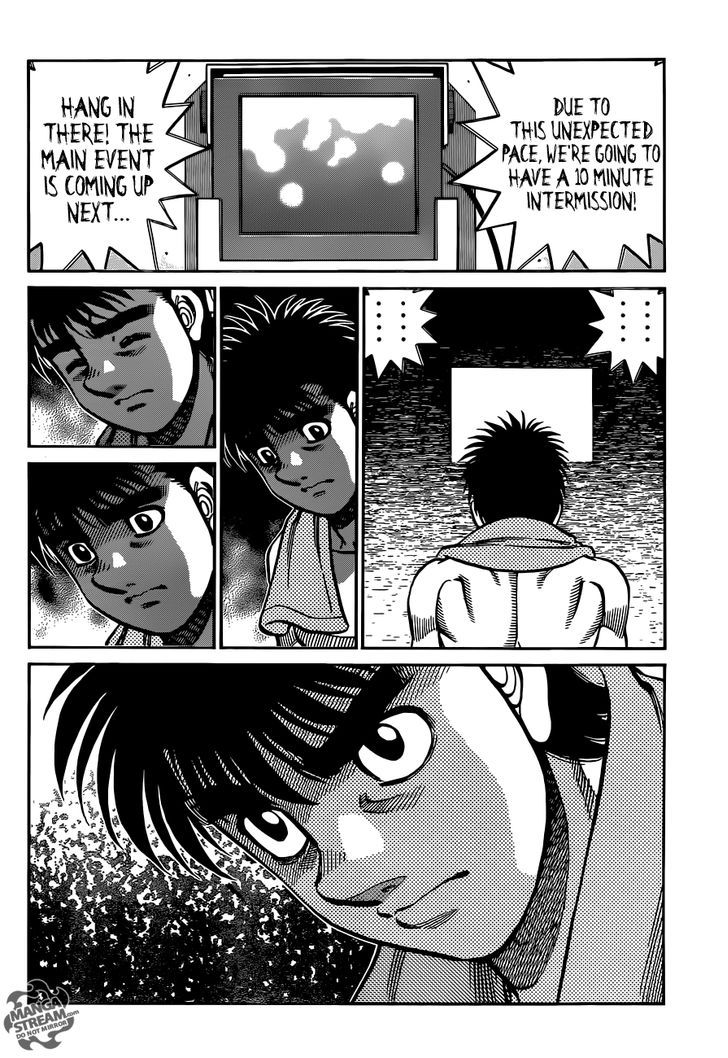 DUE TO
THIS UNEXPECTED
PACE, WE'RE GOING TO
HAVE A 10 MINUTE
INTERMISSION!
HANG IN
THERE! THE
MAIN EVENT
IS COMING UP
NEXT...
MANGA
STREAM.COM
DO NOT MIRROR!